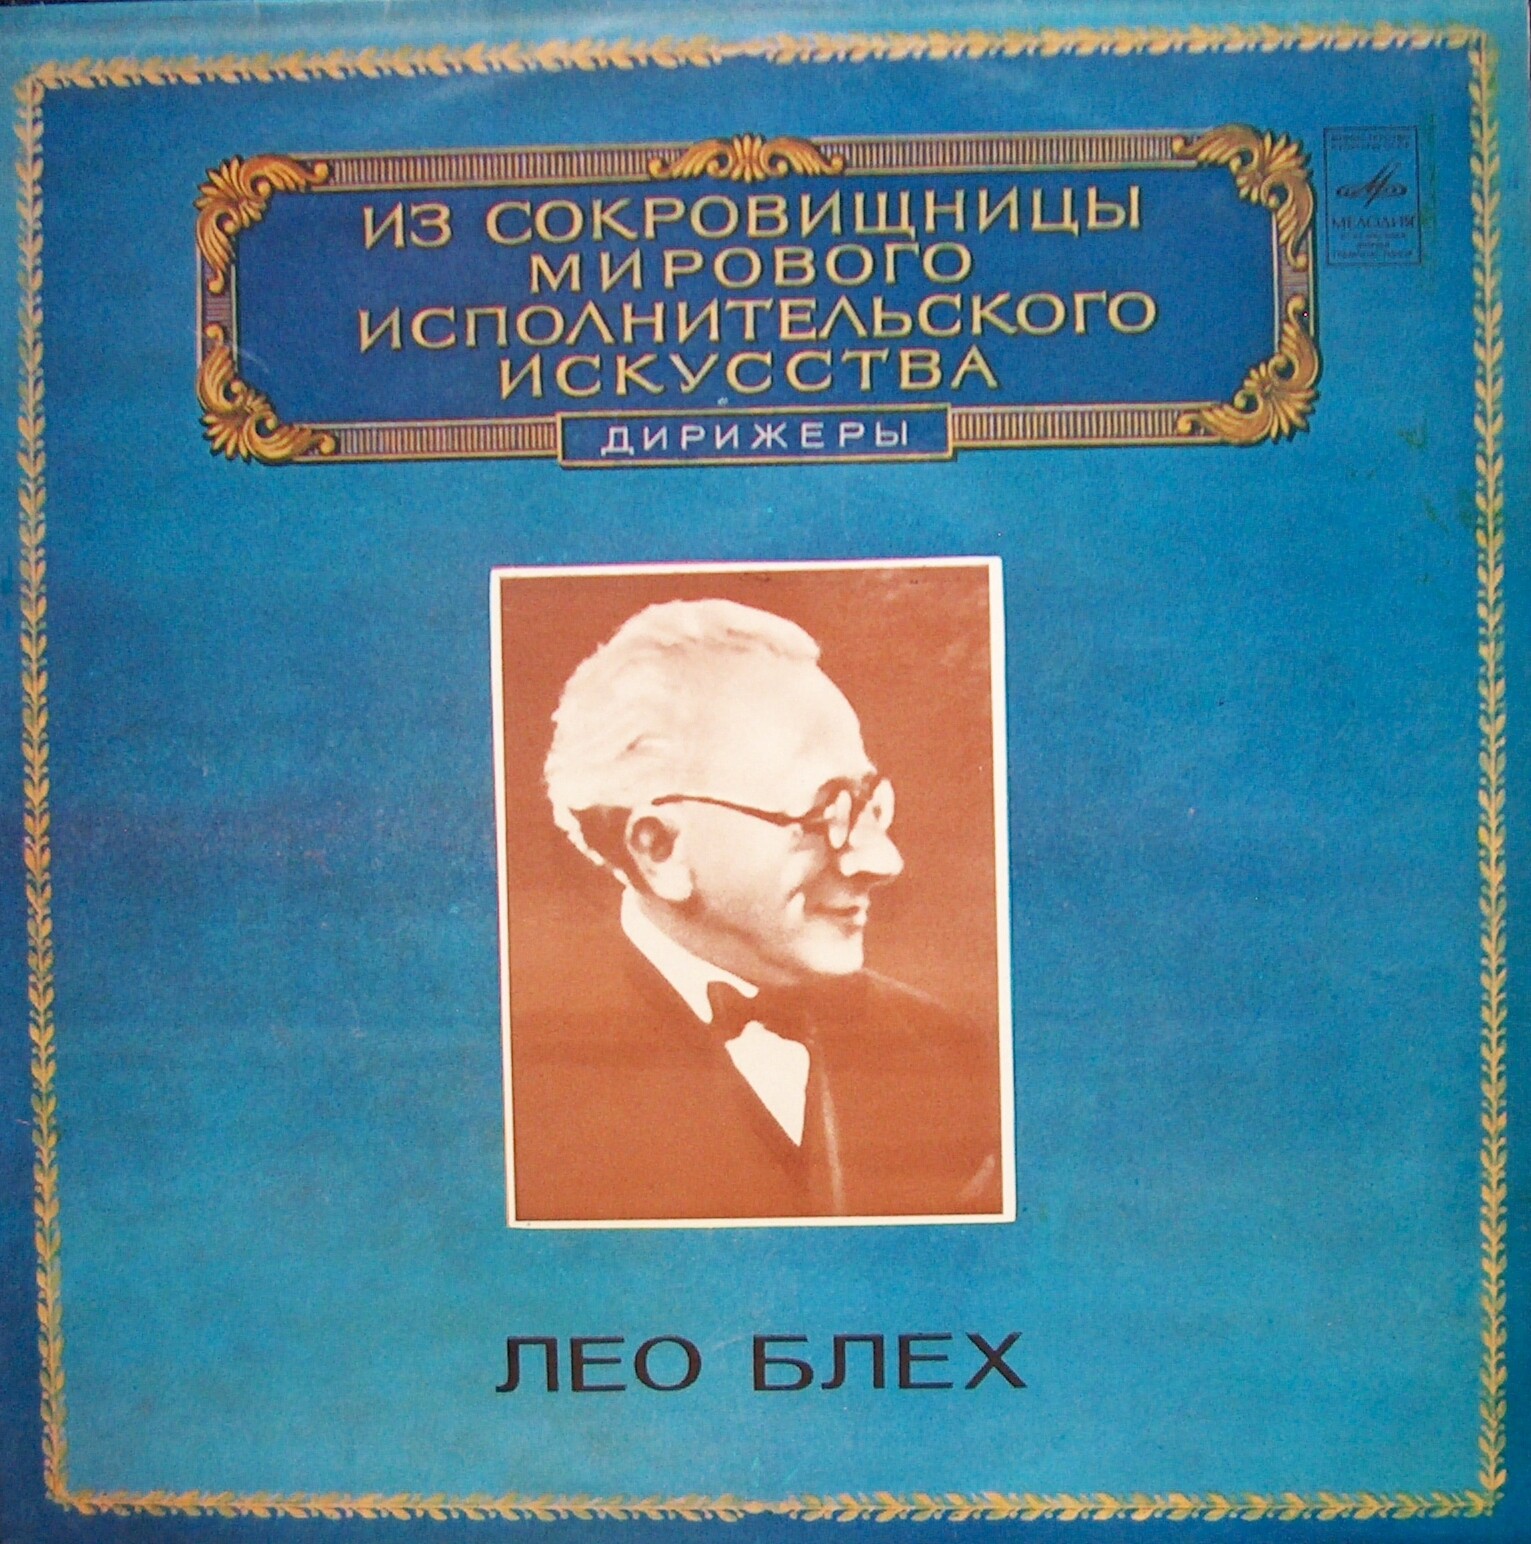 ИЗ СОКРОВИЩНИЦЫ
МИРОВОГО
ИСПОЛНИТЕЛЬСКОГО
ИСКУССТВА
ДИРИЖЕРЫ
МЕЛОДИЯ
ЛЕО БЛЕХ